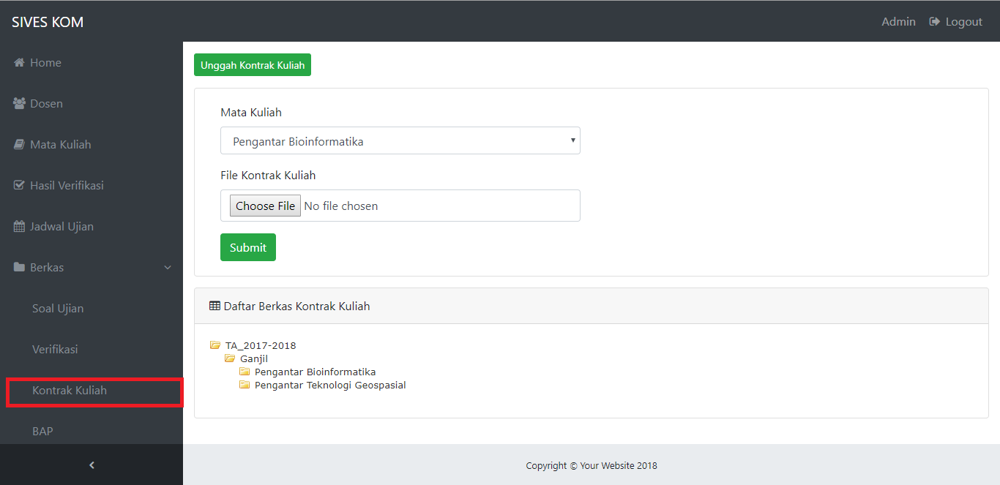 SIVES KOM
Admin
Logout
Home
Dosen
Mata Kuliah
Hasil Verifikasi
Jadwal Ujian
Berkas
Soal Ujian
Verifikasi
Kontrak Kuliah
BAP
Unggah Kontrak Kuliah
Mata Kuliah
Pengantar Bioinformatika
File Kontrak Kuliah
Choose File No file chosen
Submit
Daftar Berkas Kontrak Kuliah
TA_2017-2018
Ganjil
Pengantar Bioinformatika
Pengantar Teknologi Geospasial
Copyright © Your Website 2018